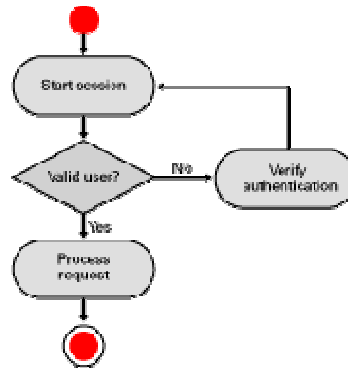 Start session
Valid user?
No
Verify
authentication
Yes
Process
request